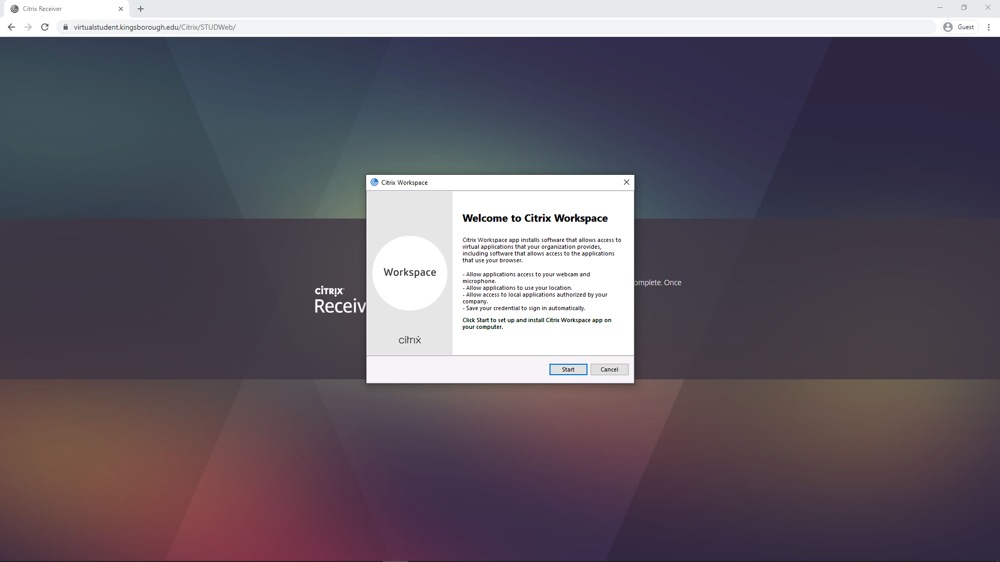 Citrix Receiver
virtualstudent.kingsborough.edu/Citrix/STUDWeb/
Guest
Citrix Workspace
Welcome to Citrix Workspace
Citrix Workspace app installs software that allows access to
virtual applications that your organization provides,
including software that allows access to the applications
that use your browser.
- Allow applications access to your webcam and
microphone.
- Allow applications to use your location.
- Allow access to local applications authorized by your
company.
- Save your credential to sign in automatically.
Click Start to set up and install Citrix Workspace app on
your computer.
Workspace
citrix
Start
Cancel
CITRIX
Receiv
omplete. Once